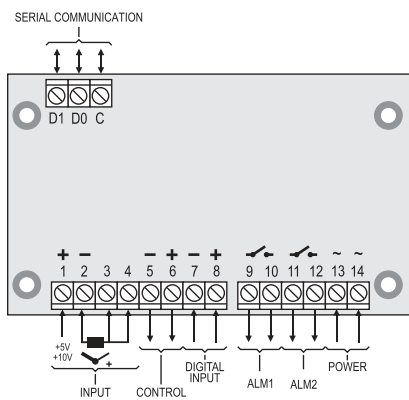 SERIAL COMMUNICATION
D1 D0 C
+ − − + − + ~ ~
1 2 3 4 5 6 7 8 9 10 11 12 13 14
+5V
+10V
+
INPUT
CONTROL
DIGITAL
INPUT
ALM1
ALM2
POWER